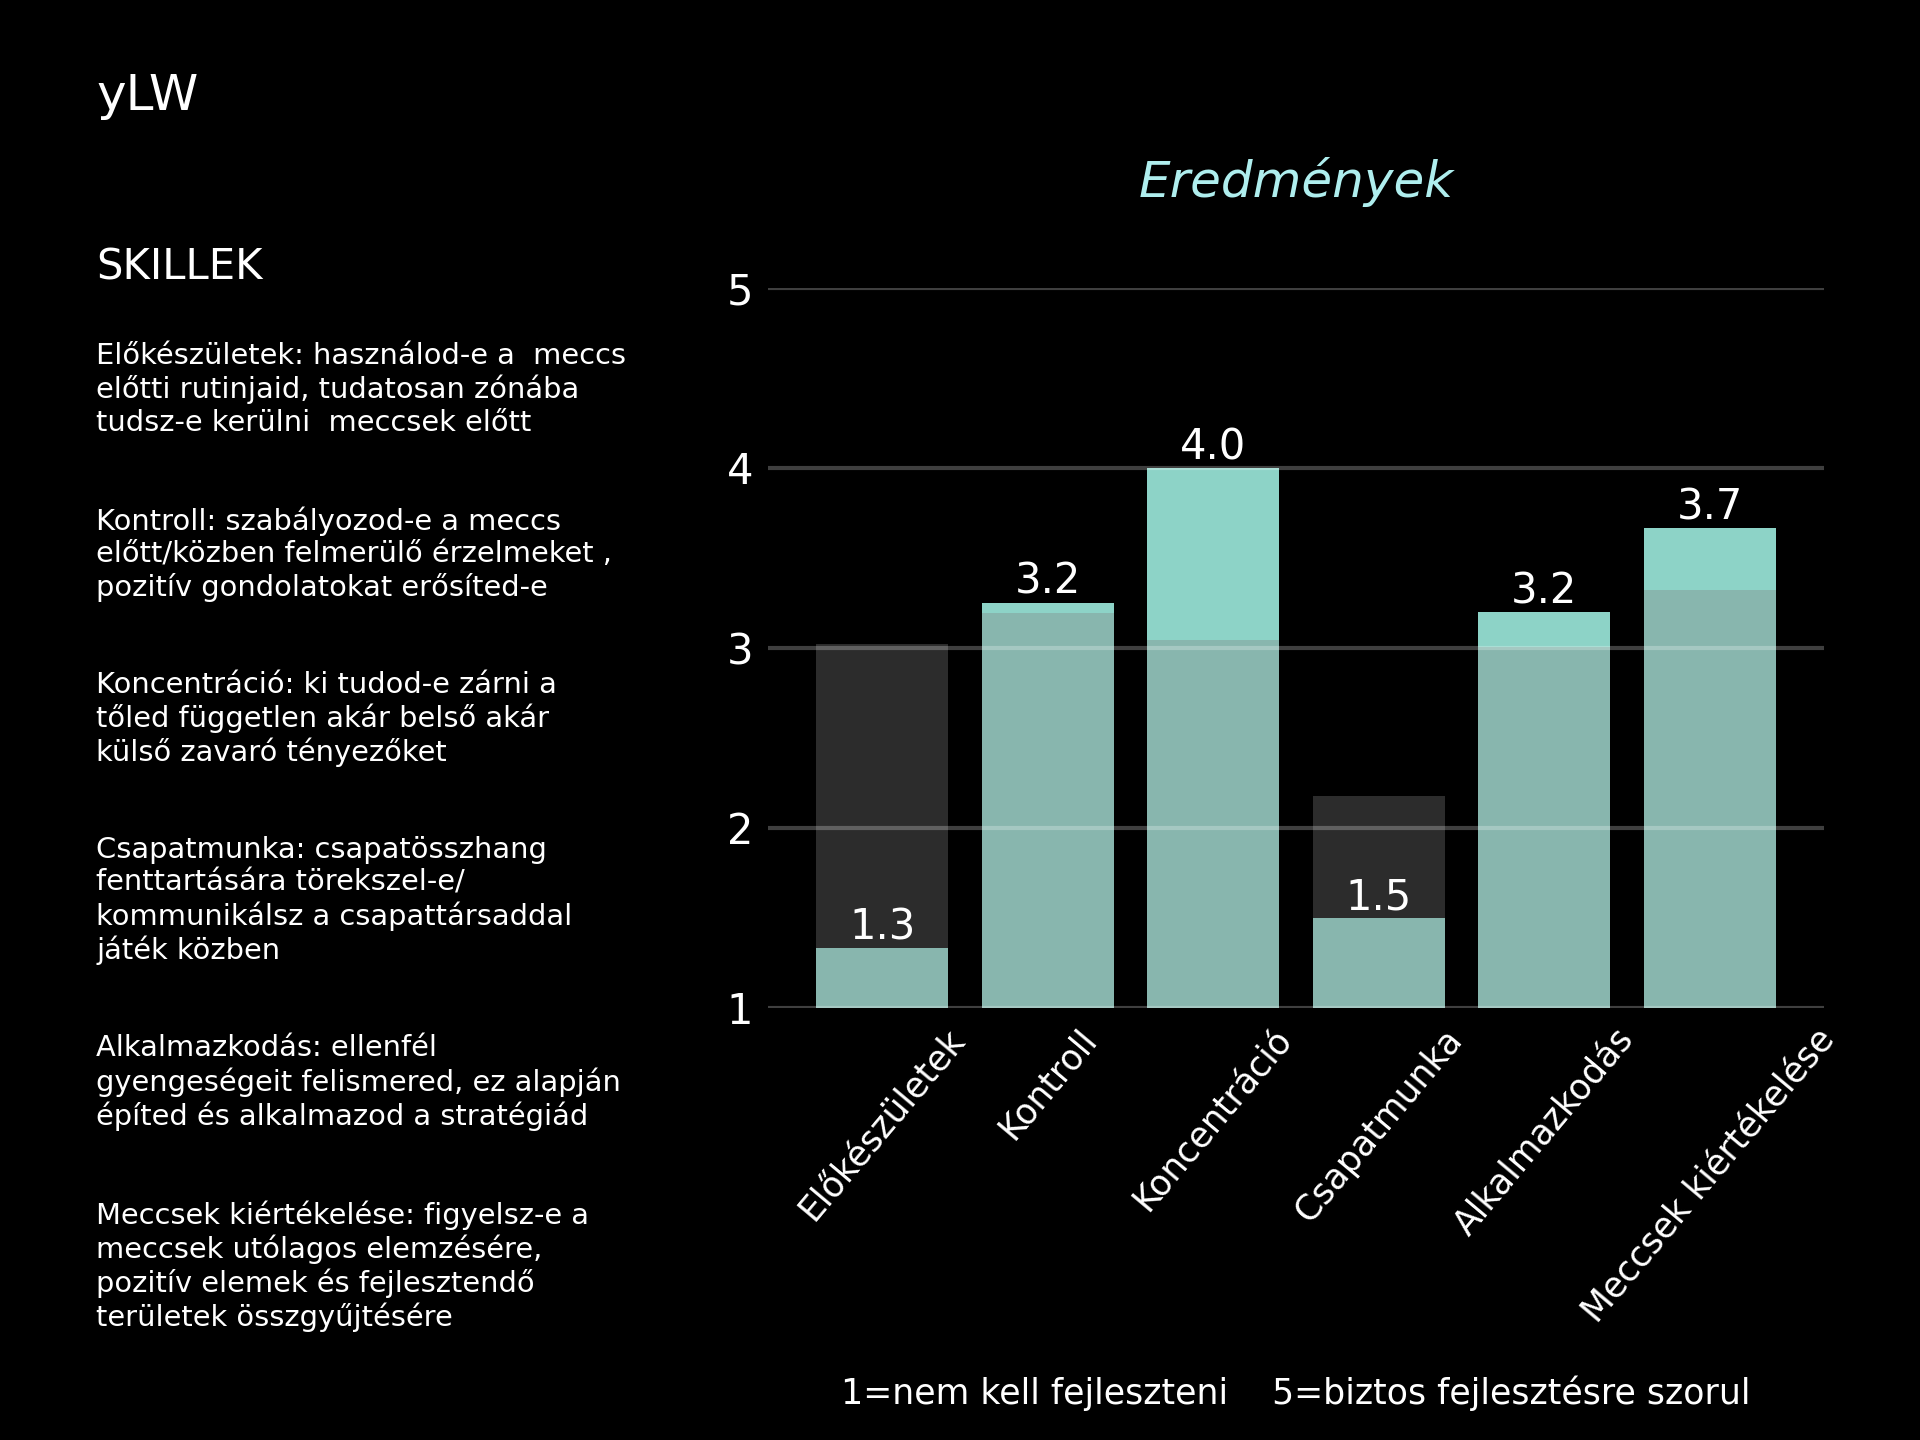 yLW
SKILLEK
Előkészületek: használod-e a  meccs
előtti rutinjaid, tudatosan zónába
tudsz-e kerülni  meccsek előtt
Kontroll: szabályozod-e a meccs
előtt/közben felmerülő érzelmeket ,
pozitív gondolatokat erősíted-e
Koncentráció: ki tudod-e zárni a
tőled független akár belső akár
külső zavaró tényezőket
Csapatmunka: csapatösszhang
fenttartására törekszel-e/
kommunikálsz a csapattársaddal
játék közben
Alkalmazkodás: ellenfél
gyengeségeit felismered, ez alapján
építed és alkalmazod a stratégiád
Meccsek kiértékelése: figyelsz-e a
meccsek utólagos elemzésére,
pozitív elemek és fejlesztendő
területek összgyűjtésére
Eredmények
5
4
3
2
1
1.3
3.2
4.0
1.5
3.2
3.7
Előkészületek
Kontroll
Koncentráció
Csapatmunka
Alkalmazkodás
Meccsek kiértékelése
1=nem kell fejleszteni    5=biztos fejlesztésre szorul